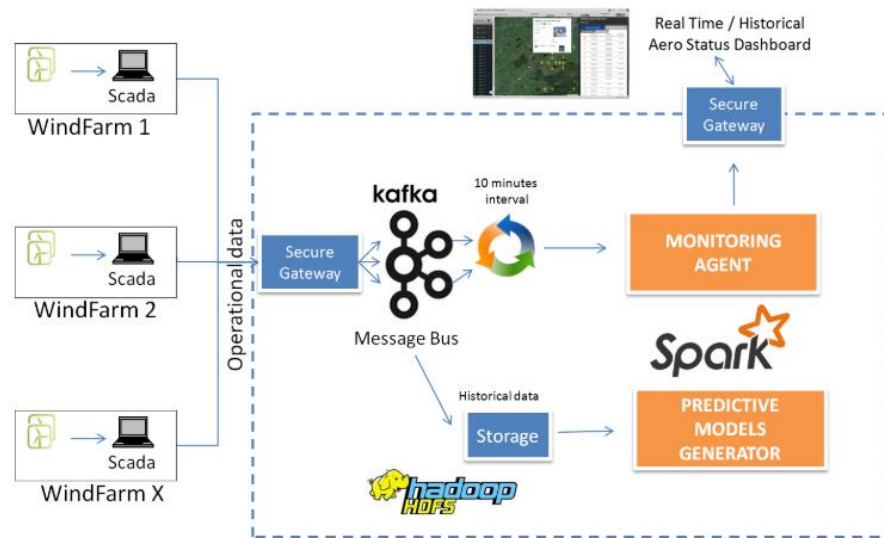 Real Time / Historical
Aero Status Dashboard
Scada
WindFarm 1
Secure
Gateway
10 minutes
interval
kafka
Operational data
Secure
Gateway
MONITORING
AGENT
Scada
WindFarm 2
Message Bus
Spark
Historical data
Storage
PREDICTIVE
MODELS
GENERATOR
Scada
WindFarm X
hadoop
HDFS